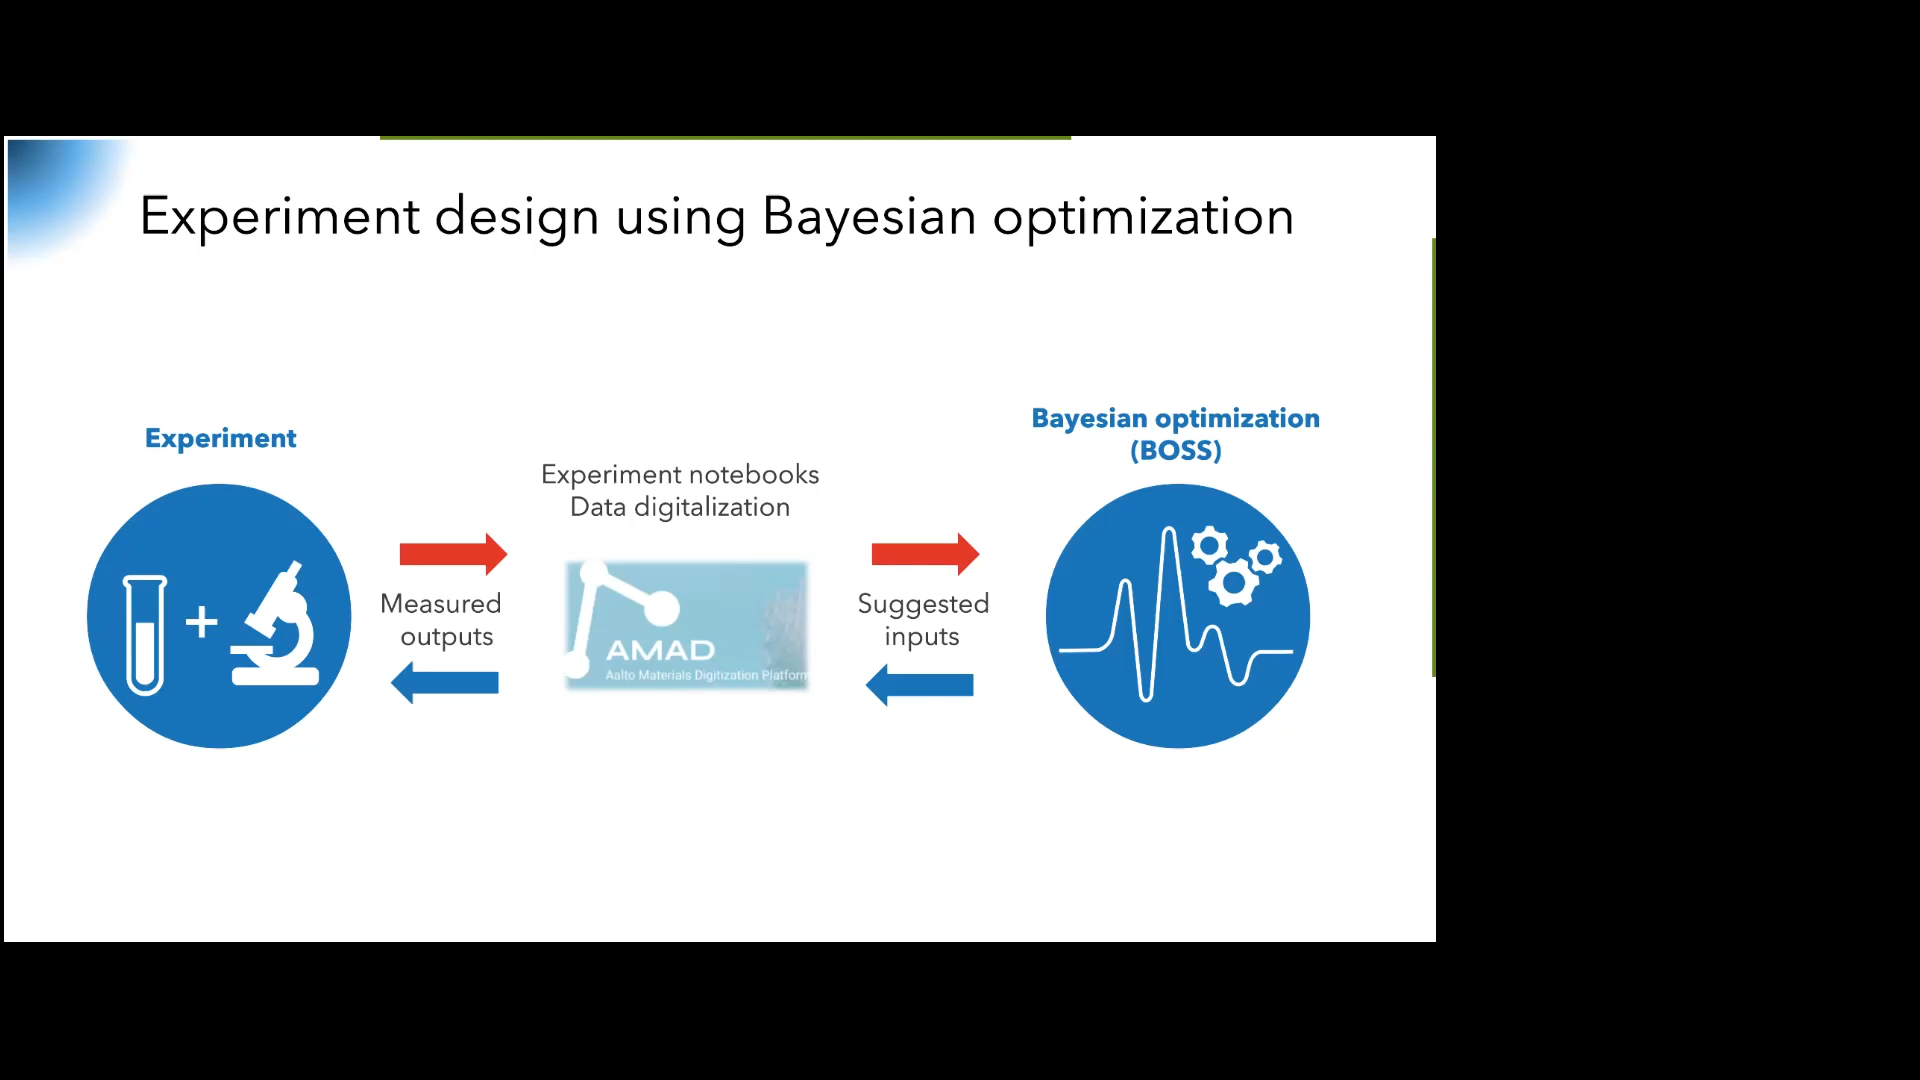 Experiment design using Bayesian optimization
Experiment
Experiment notebooks
Data digitalization
Bayesian optimization
(BOSS)
Measured
outputs
AMAD
Aalto Materials Digitization Platform
Suggested
inputs